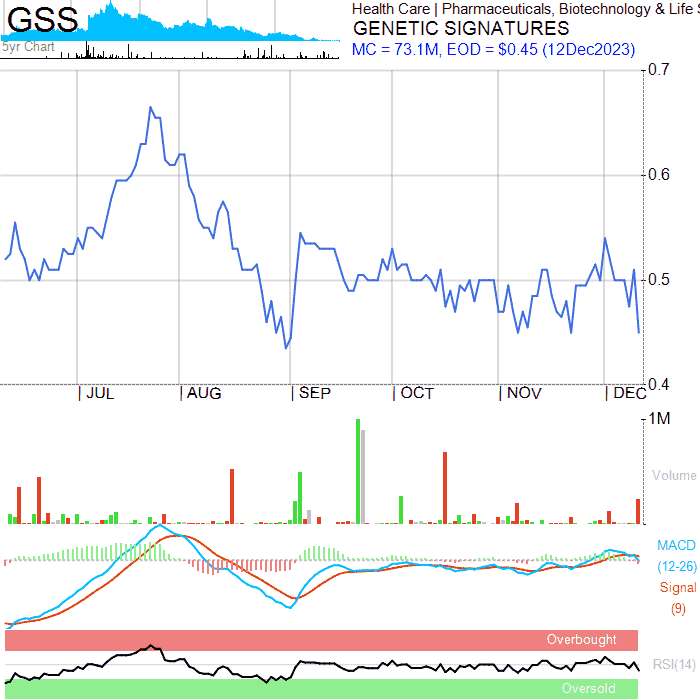 GSS
5yr Chart
Health Care | Pharmaceuticals, Biotechnology & Life S
GENETIC SIGNATURES
MC = 73.1M, EOD = $0.45 (12Dec2023)
0.7
0.6
0.5
0.4
JUL AUG SEP OCT NOV DEC
1M
Volume
MACD
(12-26)
Signal
(9)
Overbought
RSI(14)
Oversold